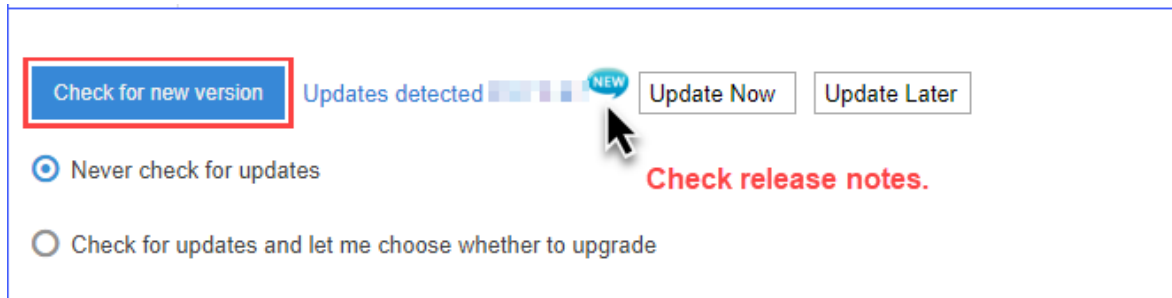 Check for new version Updates detected NEW Update Now Update Later
Never check for updates
Check release notes.
Check for updates and let me choose whether to upgrade